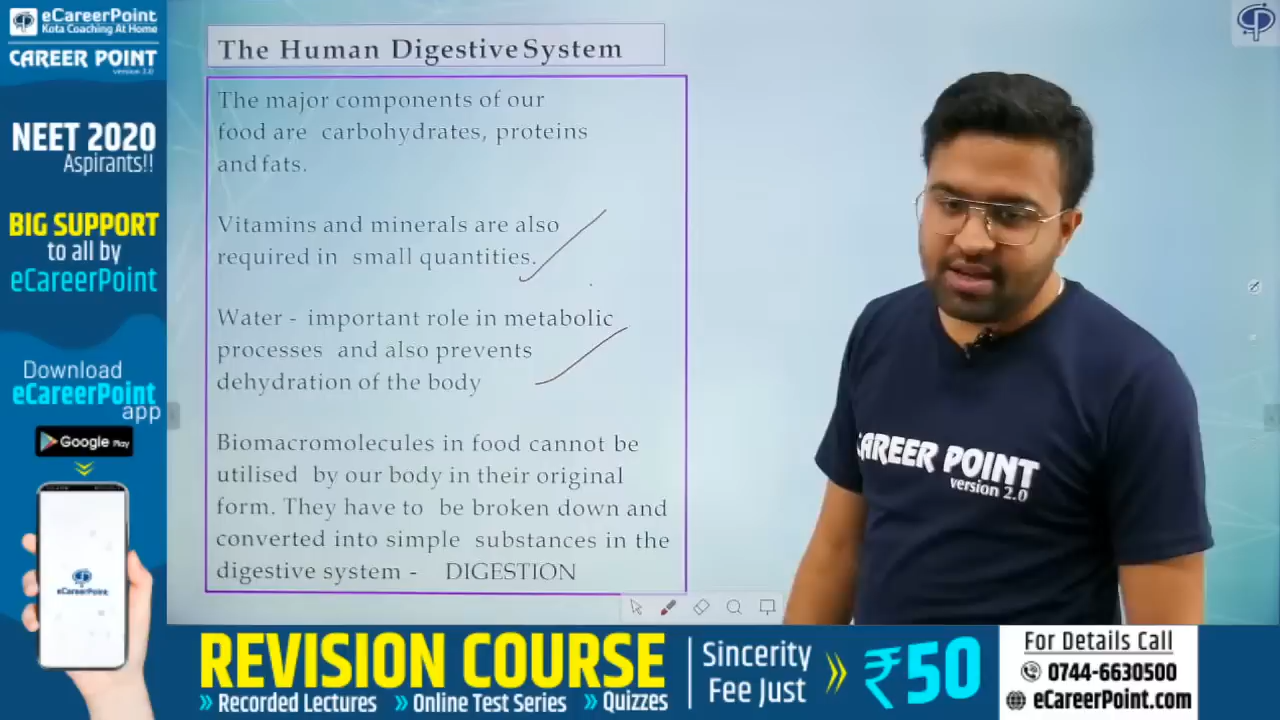 eCareerPoint
Kota Coaching At Home
CAREER POINT
version 2.0
NEET 2020
Aspirants!!
BIG SUPPORT
to all by
eCareerPoint
Download
eCareerPoint
app
Google Play
eCareerPoint
The Human Digestive System
The major components of our
food are carbohydrates, proteins
and fats.
Vitamins and minerals are also
required in small quantities.
Water - important role in metabolic
processes and also prevents
dehydration of the body
Biomacromolecules in food cannot be
utilised by our body in their original
form. They have to be broken down and
converted into simple substances in the
digestive system - DIGESTION
CAREER POINT
version 2.0
REVISION COURSE
» Recorded Lectures » Online Test Series » Quizzes
Sincerity
Fee Just
» ₹50
For Details Call
0744-6630500
eCareerPoint.com